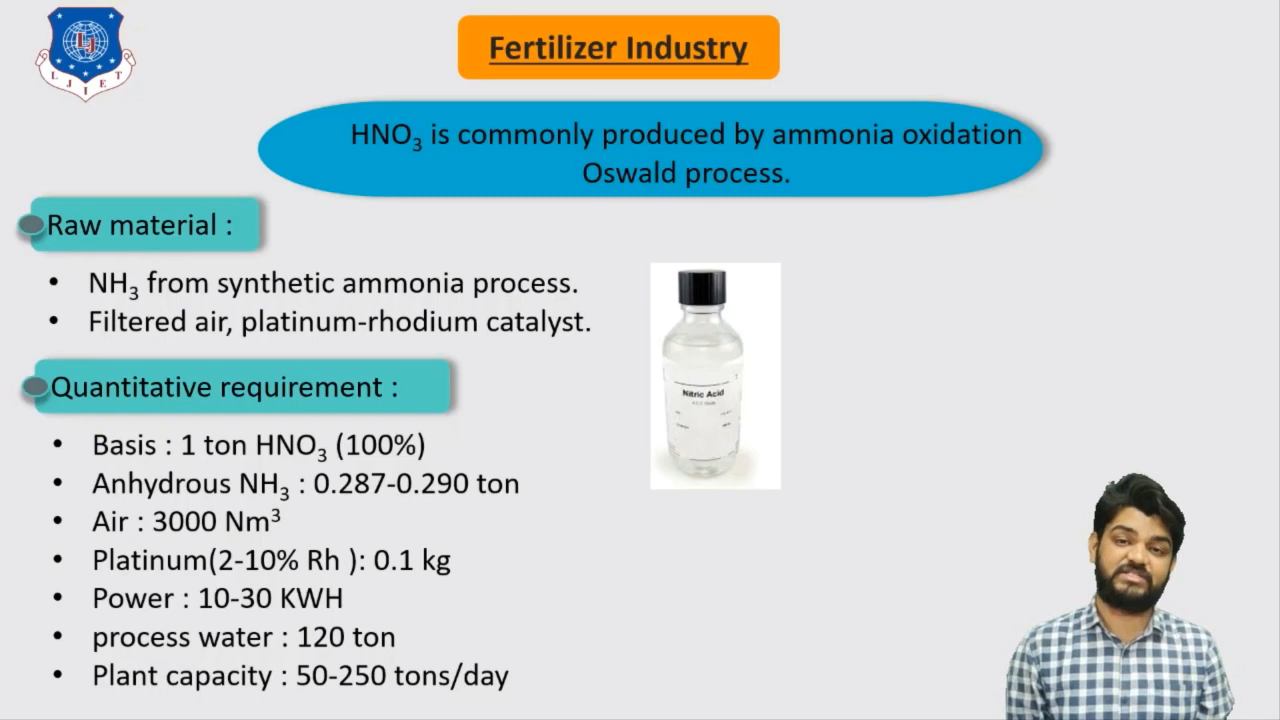 L J I E T
Fertilizer Industry
HNO₃ is commonly produced by ammonia oxidation
Oswald process.
Raw material :
• NH₃ from synthetic ammonia process.
• Filtered air, platinum-rhodium catalyst.
Quantitative requirement :
• Basis : 1 ton HNO₃ (100%)
• Anhydrous NH₃ : 0.287-0.290 ton
• Air : 3000 Nm³
• Platinum(2-10% Rh ): 0.1 kg
• Power : 10-30 KWH
• process water : 120 ton
• Plant capacity : 50-250 tons/day
Nitric Acid